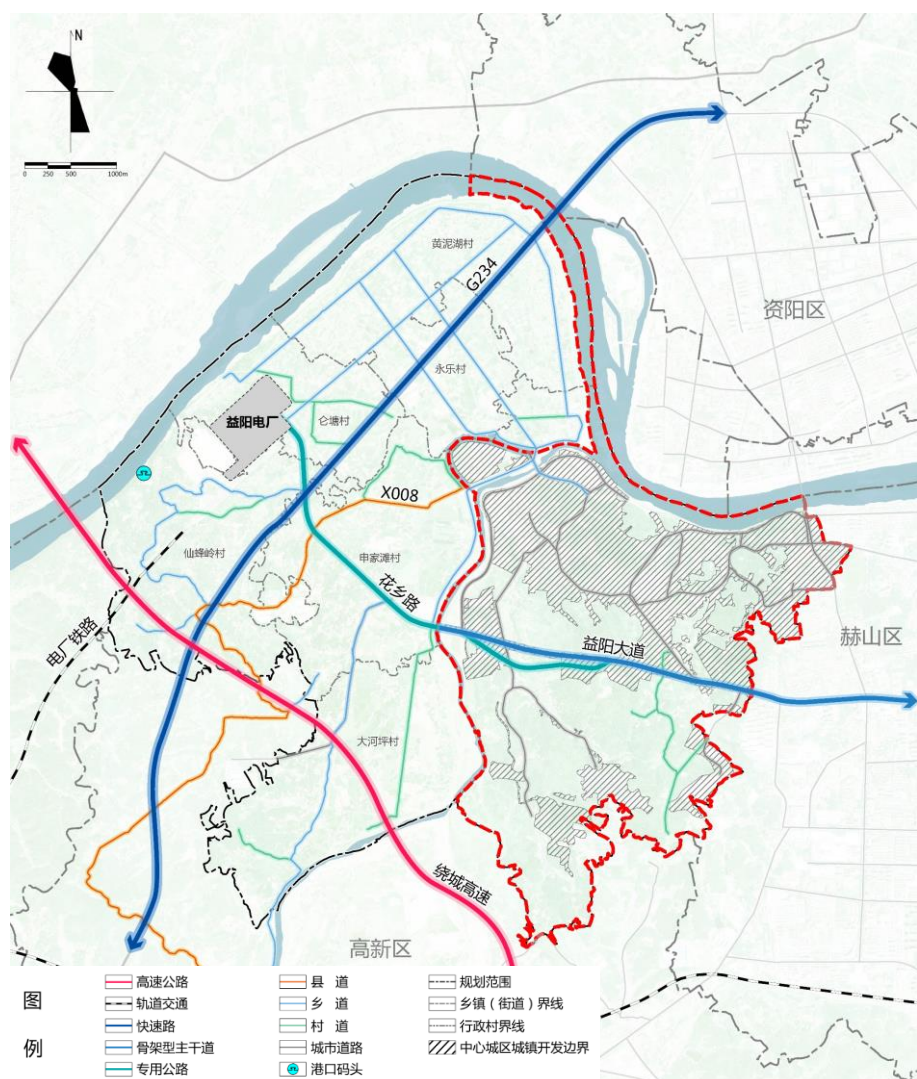 N
0 250 500 1000m
黄泥湖村
G234
资阳区
永乐村
益阳电厂
仑塘村
X008
申家滩村
仙蜂岭村
花乡路
电厂铁路
益阳大道
赫山区
大河坪村
绕城高速
高新区
图例
高速公路
轨道交通
快速路
骨架型主干道
专用公路
县 道
乡 道
村 道
城市道路
港口码头
规划范围
乡镇（街道）界线
行政村界线
中心城区城镇开发边界